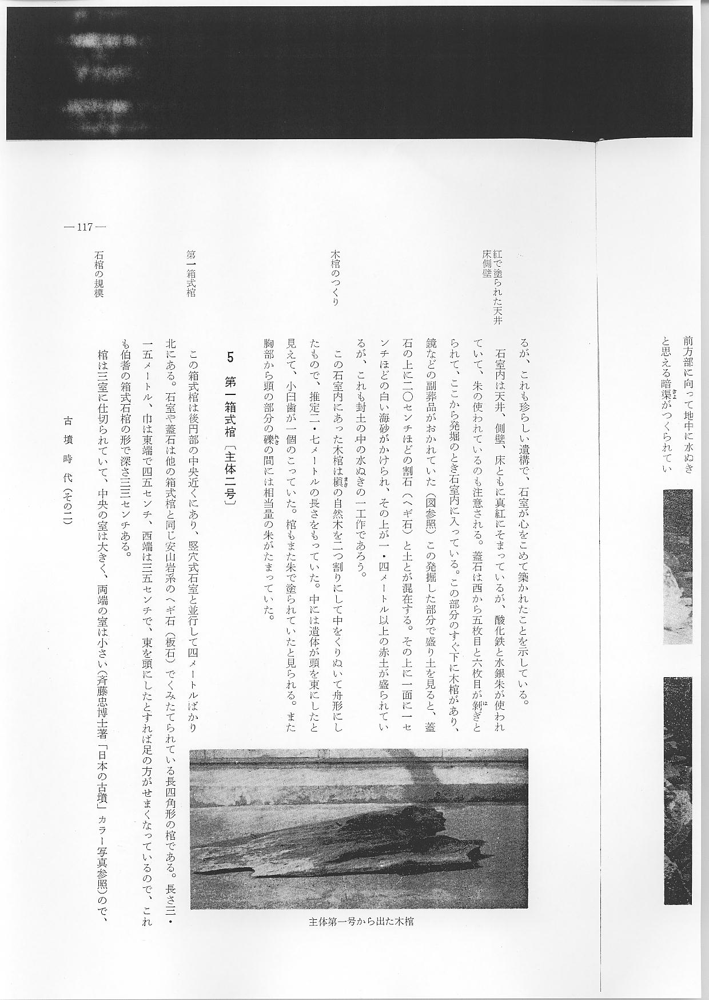 前方部に向って地中に水ぬき
と思える暗渠がつくられてい
きよ
紅で塗られた天井
床側壁
るが、これも珍らしい遺構で、石室が心をこめて築かれたことを示している。
石室内は天井、側壁、床ともに真紅にそまっているが、酸化鉄と水銀朱が使われ
ていて、朱の使われているのも注意される。蓋石は西から五枚目と六枚目が剝ぎと
は
られて、ここから発堀のとき石室内に入っている。この部分のすぐ下に木棺があり、
鏡などの副葬品がおかれていた（図参照）この発掘した部分で盛り土を見ると、蓋
石の上に二〇センチほどの割石（ヘギ石）と土とが混在する。その上に一面に一セ
ンチほどの白い海砂がかけられ、その上が一・四メートル以上の赤土が盛られてい
るが、これも封土の中の水ぬきの一工作であろう。
木棺のつくり
この石室内にあった木棺は槇の自然木を二つ割りにして中をくりぬいて舟形にし
まき
たもので、推定二・七メートルの長さをもっていた。中には遺体が頭を東にしたと
見えて、小臼歯が一個のこっていた。棺もまた朱で塗られていたと見られる。また
胸部から頭の部分の礫の間には相当量の朱がたまっていた。
れき
主体第一号から出た木棺
5 第一箱式棺〔主体二号〕
第一箱式棺
この箱式棺は後円部の中央近くにあり、竪穴式石室と並行して四メートルばかり
北にある。石室や蓋石は他の箱式棺と同じ安山岩系のヘギ石（板石）でくみたてられている長四角形の棺である。長さ三・
一五メートル、巾は東端で四五センチ、西端は三五センチで、東を頭にしたとすれば足の方がせまくなっているので、これ
も伯耆の箱式石棺の形で深さ三三センチある。
石棺の規模
棺は三室に仕切られていて、中央の室は大きく、両端の室は小さい（斉藤忠博士著「日本の古墳」カラー写真参照）ので、
古墳時代（その二）
—117—